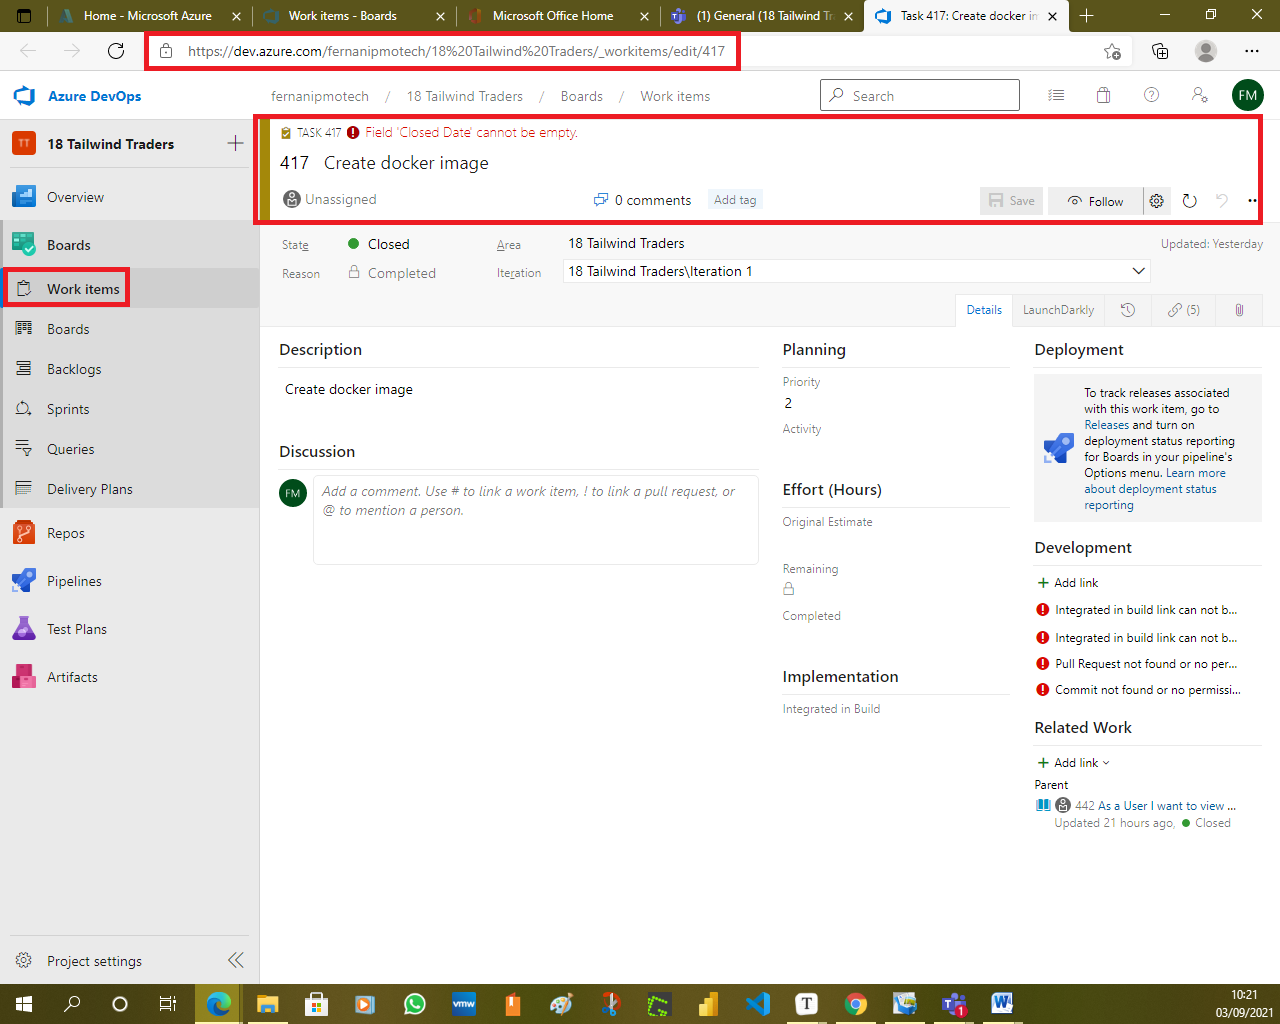 Home - Microsoft Azure
Work items - Boards
Microsoft Office Home
(1) General (18 Tailwind Tr
Task 417: Create docker in
https://dev.azure.com/fernanipmotech/18%20Tailwind%20Traders/_workitems/edit/417
Azure DevOps
fernanipmotech / 18 Tailwind Traders / Boards / Work items
Search
FM
TT
18 Tailwind Traders
Overview
Boards
Work items
Boards
Backlogs
Sprints
Queries
Delivery Plans
Repos
Pipelines
Test Plans
Artifacts
Project settings
TASK 417 Field 'Closed Date' cannot be empty.
417 Create docker image
Unassigned
0 comments
Add tag
Save
Follow
State Closed
Area 18 Tailwind Traders
Updated: Yesterday
Reason Completed
Iteration 18 Tailwind Traders\Iteration 1
Details
LaunchDarkly
(5)
Description
Create docker image
Discussion
FM
Add a comment. Use # to link a work item, ! to link a pull request, or
@ to mention a person.
Planning
Priority
2
Activity
Effort (Hours)
Original Estimate
Remaining
Completed
Implementation
Integrated in Build
Deployment
To track releases associated
with this work item, go to
Releases and turn on
deployment status reporting
for Boards in your pipeline's
Options menu. Learn more
about deployment status
reporting
Development
Add link
Integrated in build link can not b...
Integrated in build link can not b...
Pull Request not found or no per...
Commit not found or no permissi...
Related Work
Add link
Parent
442 As a User I want to view ...
Updated 21 hours ago, Closed
vmw
T
1
10:21
03/09/2021